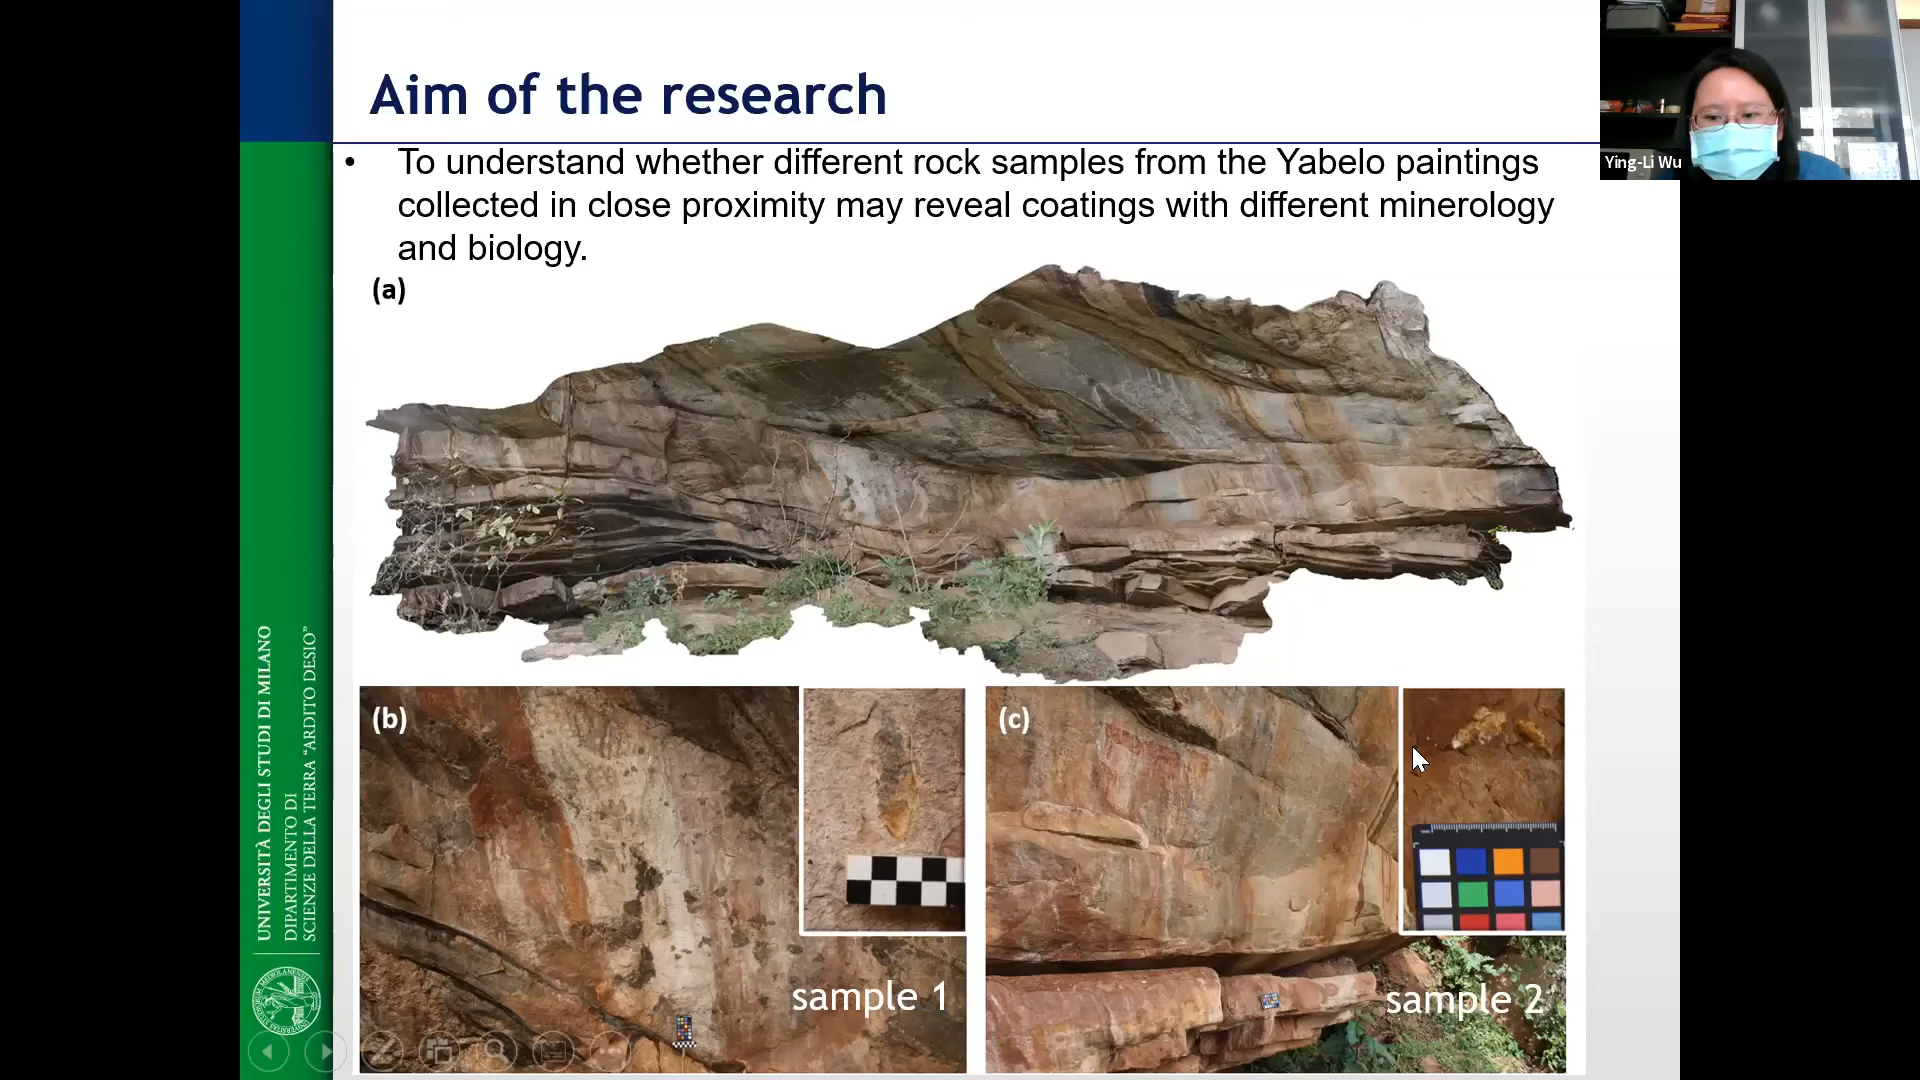 Aim of the research
• To understand whether different rock samples from the Yabelo paintings
collected in close proximity may reveal coatings with different minerology
and biology.
Ying-Li Wu
(a)
(b)
sample 1
(c)
sample 2
UNIVERSITÀ DEGLI STUDI DI MILANO
DIPARTIMENTO DI
SCIENZE DELLA TERRA “ARDITO DESIO”